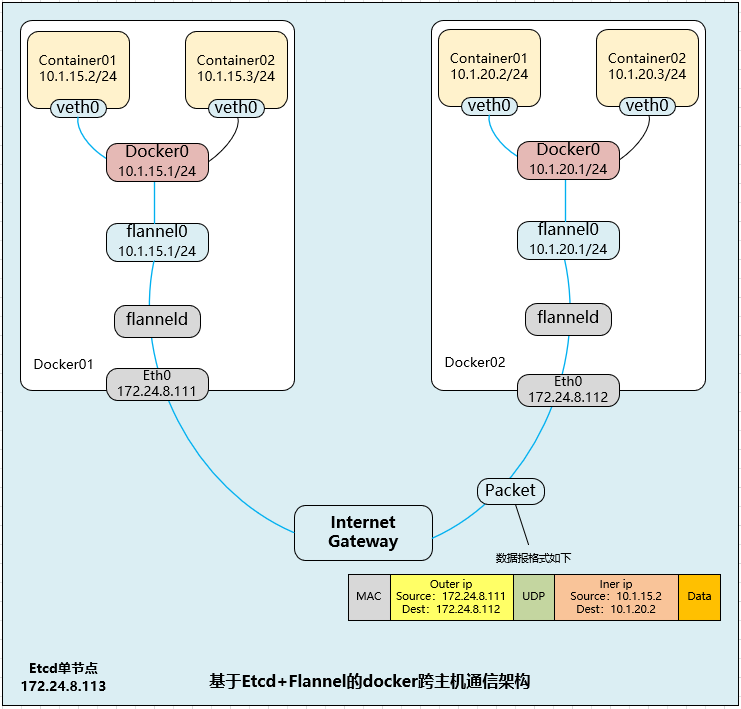 Container01
10.1.15.2/24
veth0
Container02
10.1.15.3/24
veth0
Docker0
10.1.15.1/24
flannel0
10.1.15.1/24
flanneld
Docker01
Eth0
172.24.8.111
Container01
10.1.20.2/24
veth0
Container02
10.1.20.3/24
veth0
Docker0
10.1.20.1/24
flannel0
10.1.20.1/24
flanneld
Docker02
Eth0
172.24.8.112
Packet
Internet
Gateway
数据报格式如下
MAC
Outer ip
Source：172.24.8.111
Dest：172.24.8.112
UDP
Iner ip
Source：10.1.15.2
Dest：10.1.20.2
Data
Etcd单节点
172.24.8.113
基于Etcd+Flannel的docker跨主机通信架构